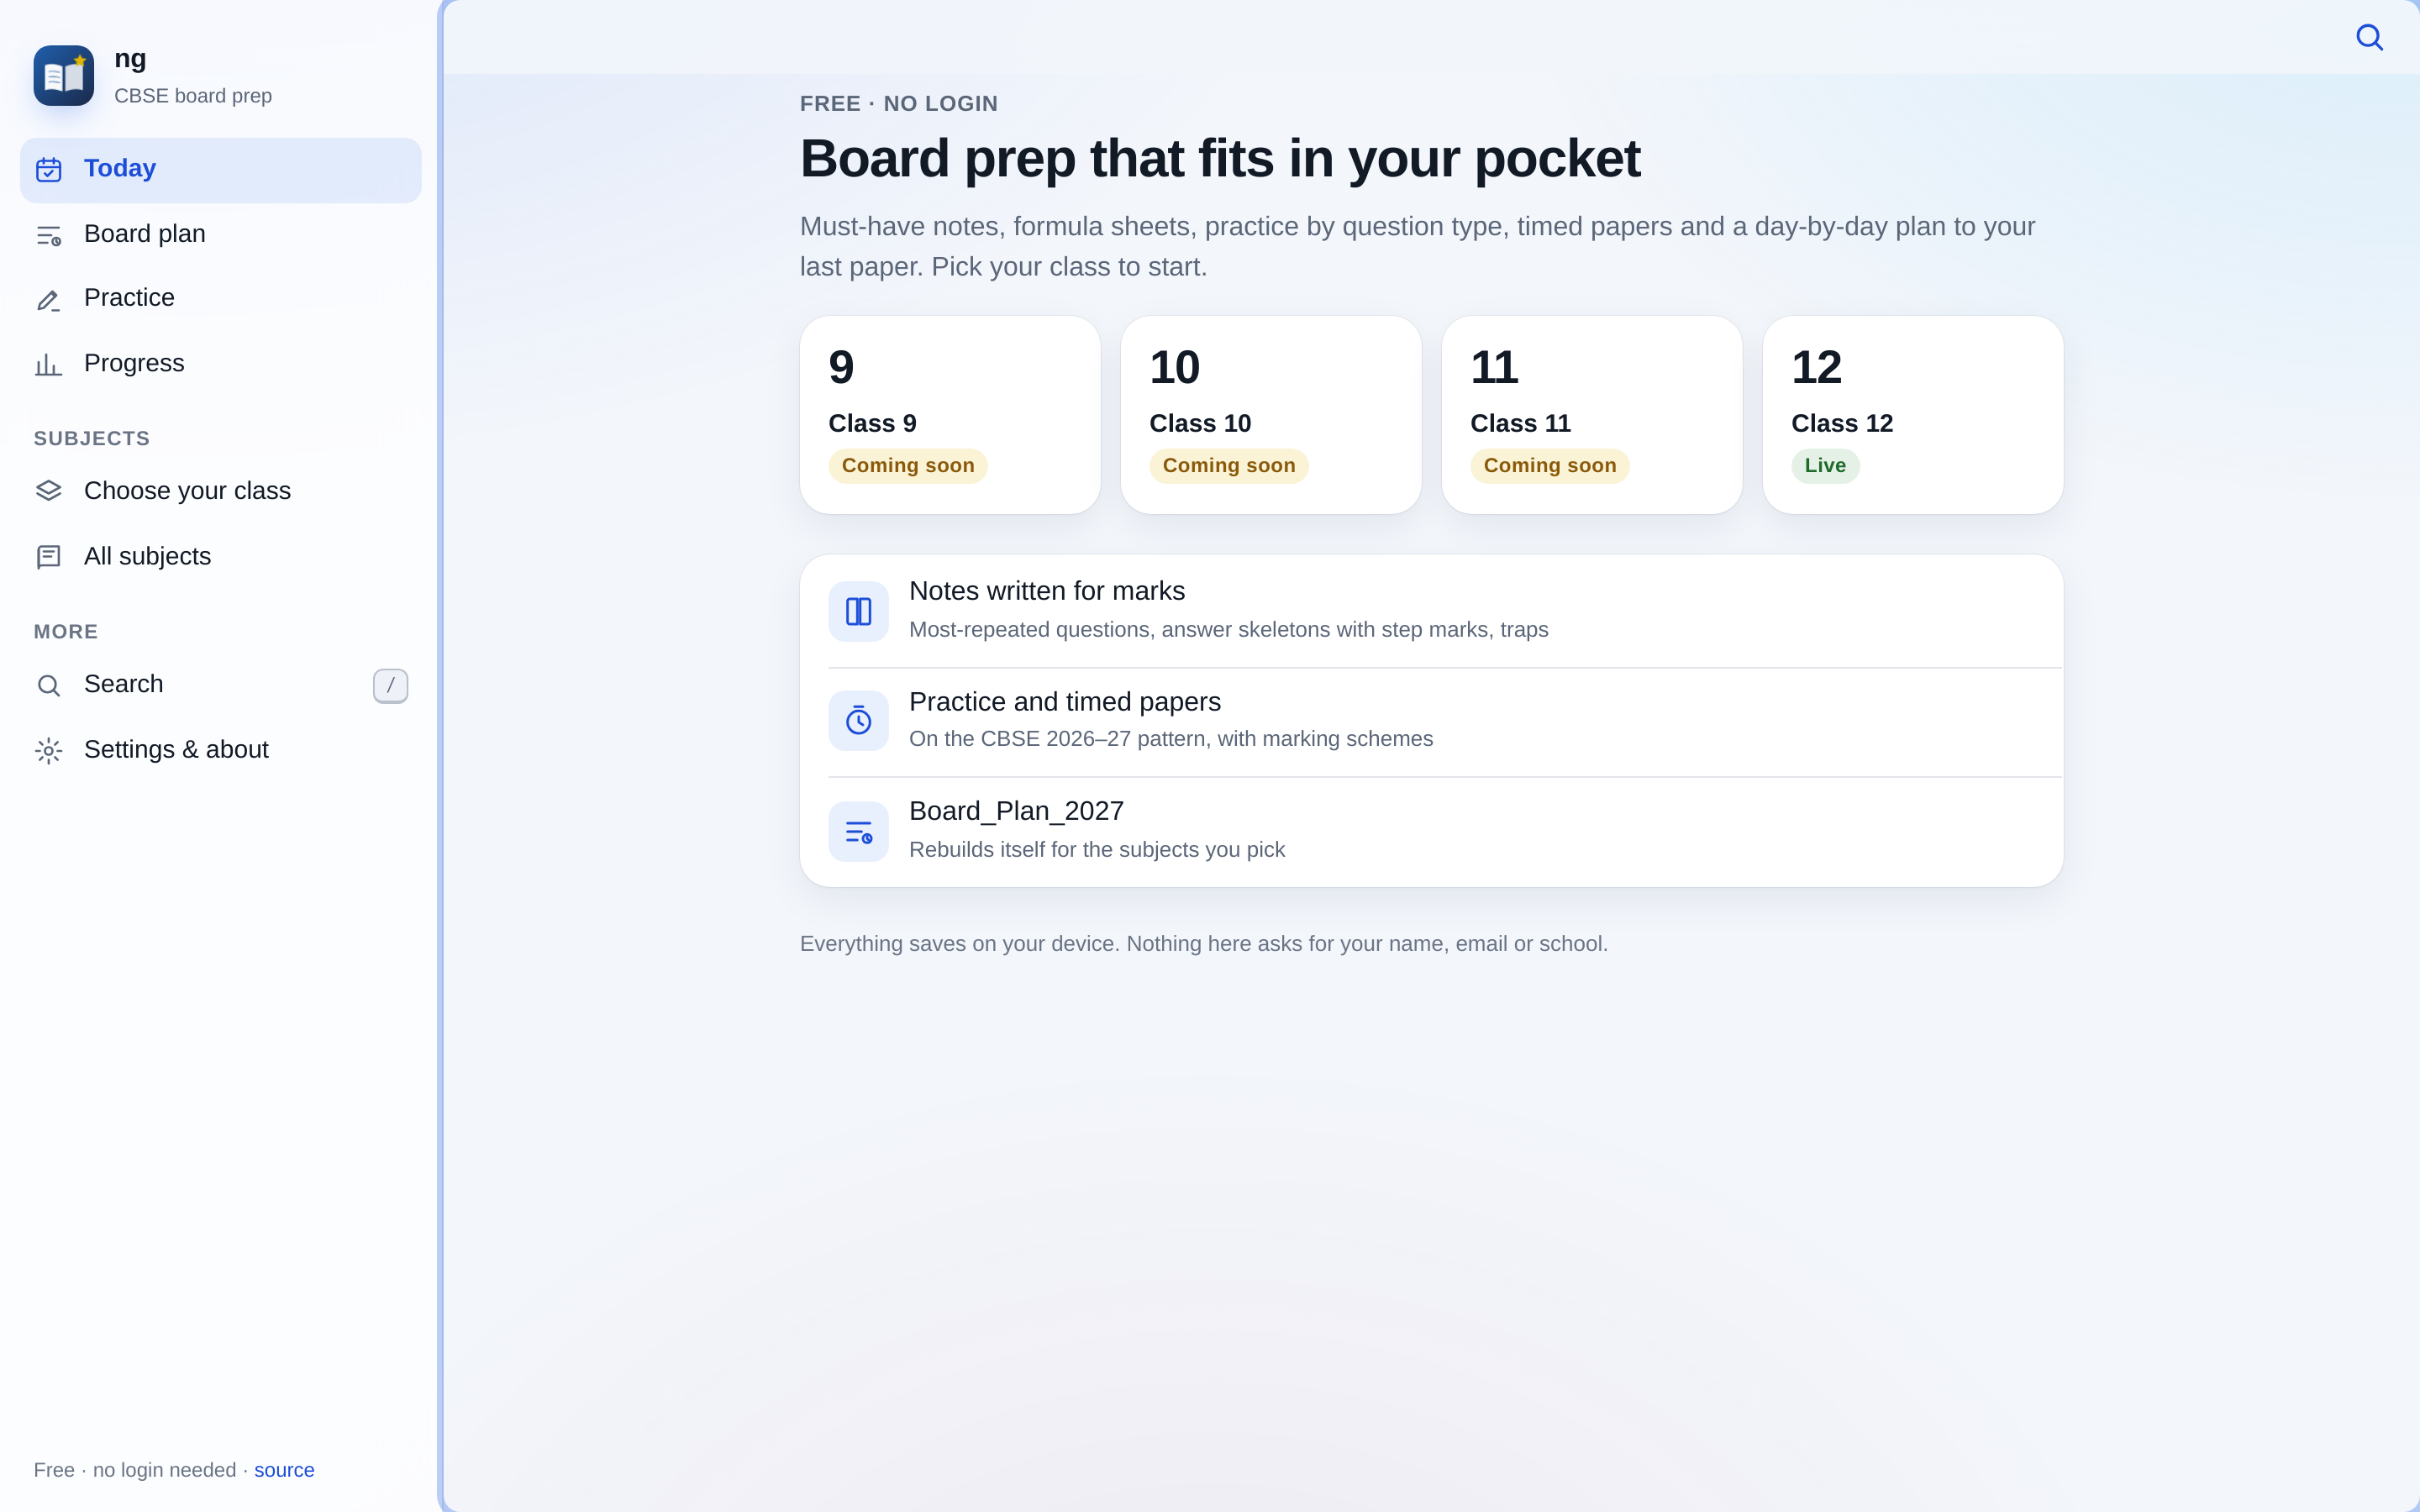 ng
CBSE board prep
Today
Board plan
Practice
Progress
SUBJECTS
Choose your class
All subjects
MORE
Search /
Settings & about
Free · no login needed · source
FREE · NO LOGIN
Board prep that fits in your pocket
Must-have notes, formula sheets, practice by question type, timed papers and a day-by-day plan to your
last paper. Pick your class to start.
9
Class 9
Coming soon
10
Class 10
Coming soon
11
Class 11
Coming soon
12
Class 12
Live
Notes written for marks
Most-repeated questions, answer skeletons with step marks, traps
Practice and timed papers
On the CBSE 2026–27 pattern, with marking schemes
Board_Plan_2027
Rebuilds itself for the subjects you pick
Everything saves on your device. Nothing here asks for your name, email or school.